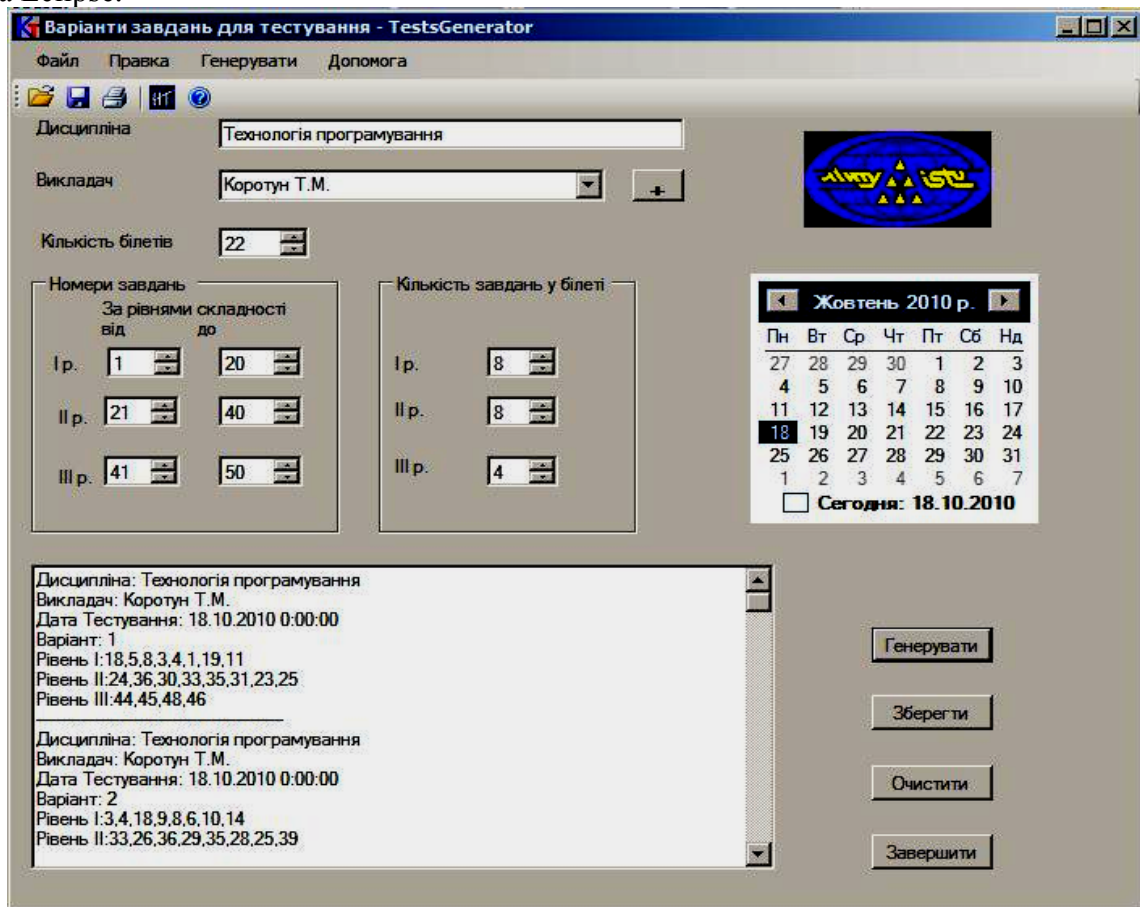 Варіанти завдань для тестування - TestsGenerator
Файл Правка Генерувати Допомога
Дисципліна Технологія програмування
Викладач Коротун Т.М. +
Кількість білетів 22
Номери завдань
За рівнями складності
від до
I р. 1 20
II р. 21 40
III р. 41 50
Кількість завдань у білеті
I р. 8
II р. 8
III р. 4
Жовтень 2010 р.
Пн Вт Ср Чт Пт Сб Нд
27 28 29 30 1 2 3
4 5 6 7 8 9 10
11 12 13 14 15 16 17
18 19 20 21 22 23 24
25 26 27 28 29 30 31
1 2 3 4 5 6 7
Сегодня: 18.10.2010
Дисципліна: Технологія програмування
Викладач: Коротун Т.М.
Дата Тестування: 18.10.2010 0:00:00
Варіант: 1
Рівень I:18,5,8,3,4,1,19,11
Рівень II:24,36,30,33,35,31,23,25
Рівень III:44,45,48,46
Дисципліна: Технологія програмування
Викладач: Коротун Т.М.
Дата Тестування: 18.10.2010 0:00:00
Варіант: 2
Рівень I:3,4,18,9,8,6,10,14
Рівень II:33,26,36,29,35,28,25,39
Генерувати
Зберегти
Очистити
Завершити